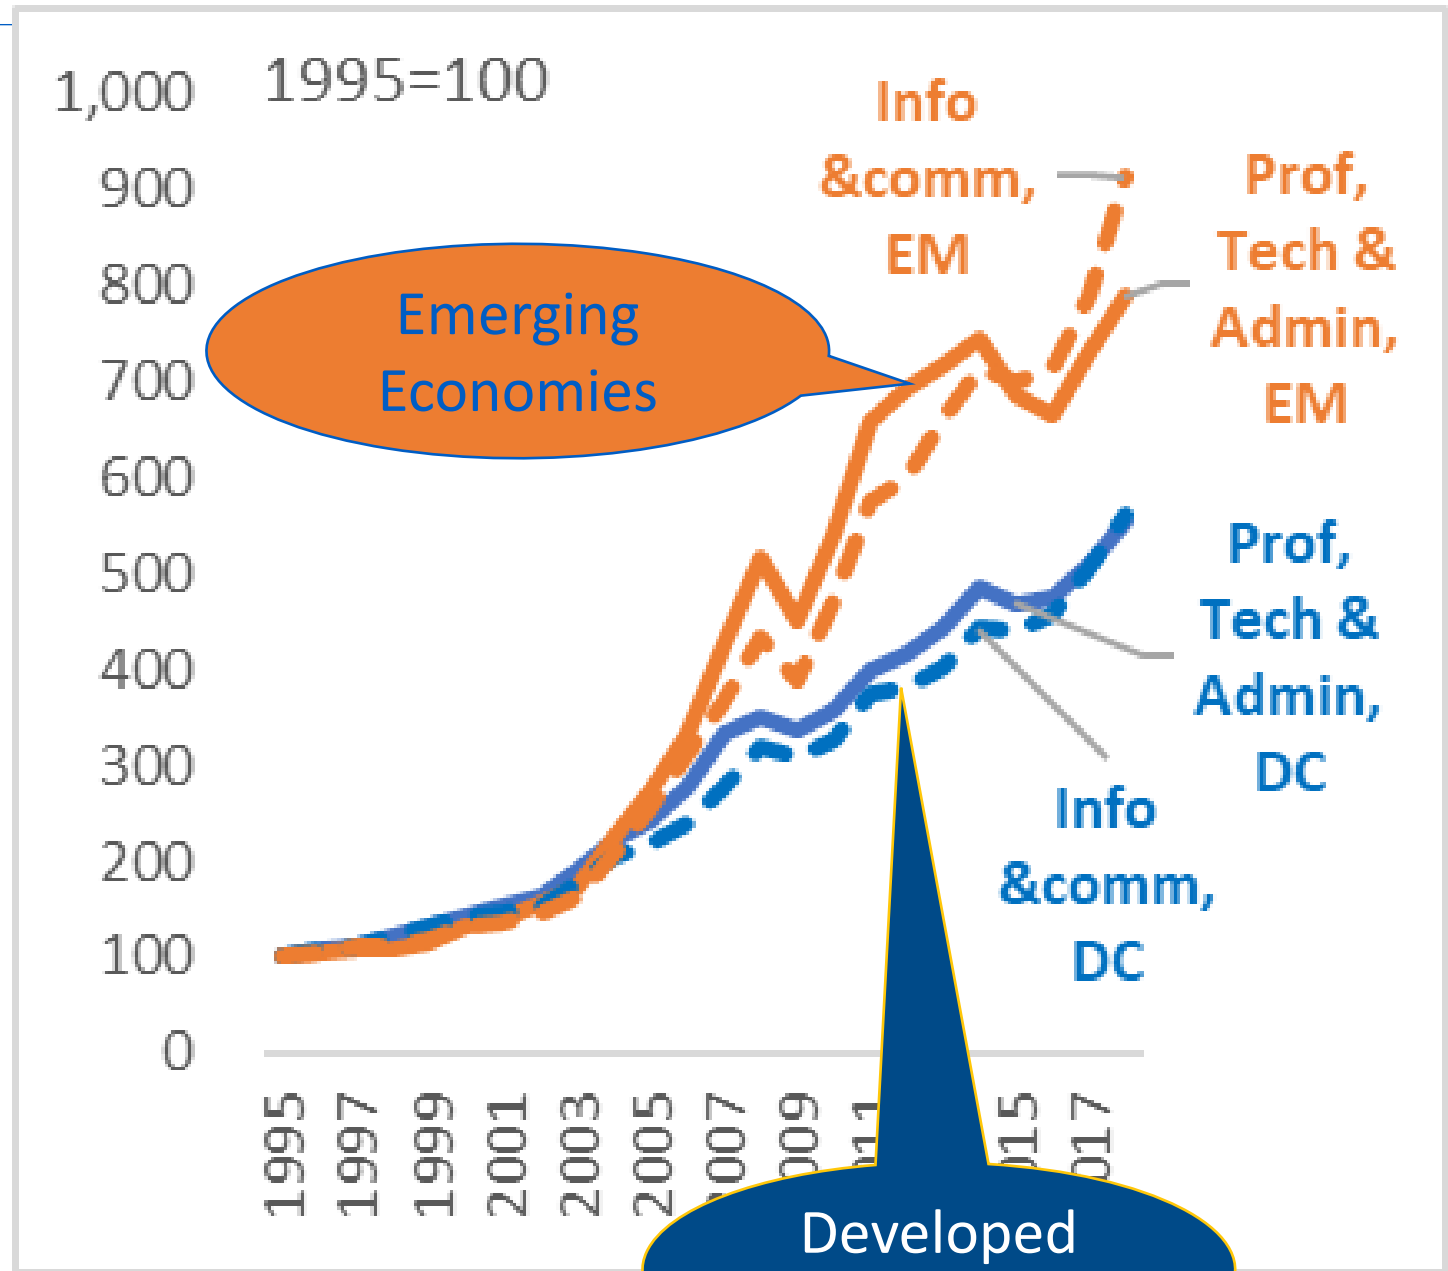 1995=100
1,000
900
800
700
600
500
400
300
200
100
0
Info
&comm,
EM
Prof,
Tech &
Admin,
EM
Emerging
Economies
Prof,
Tech &
Admin,
DC
Info
&comm,
DC
1995
1997
1999
2001
2003
2005
2007
Developed